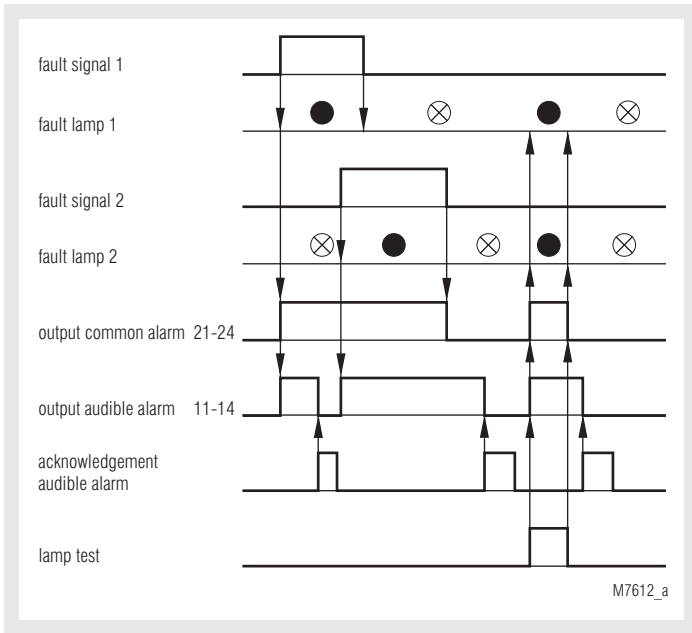 fault signal 1
fault lamp 1
fault signal 2
fault lamp 2
output common alarm 21-24
output audible alarm 11-14
acknowledgement
audible alarm
lamp test
M7612_a